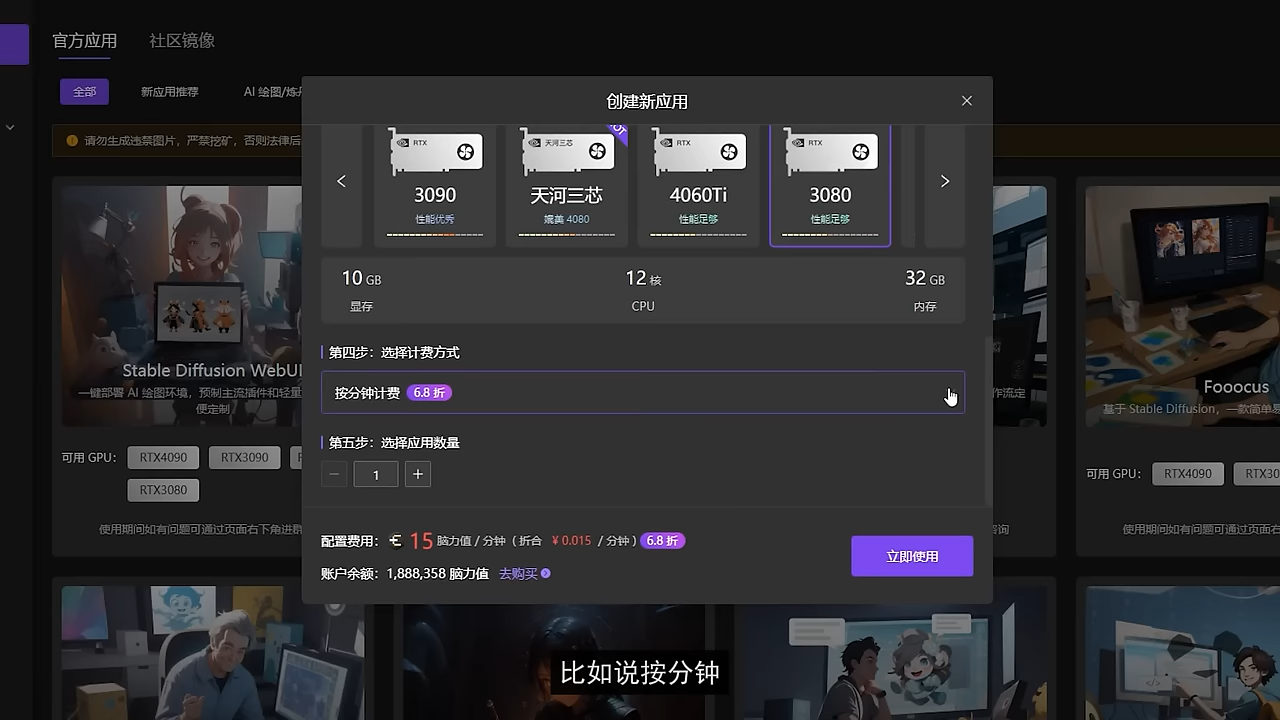 官方应用
社区镜像
全部
新应用推荐
AI 绘图/炼
请勿生成违禁图片，严禁挖矿，否则法律后
创建新应用
RTX
3090
性能优秀
天河三芯
天河三芯
媲美 4080
RTX
4060Ti
性能足够
RTX
3080
性能足够
10 GB
显存
12 核
CPU
32 GB
内存
第四步：选择计费方式
按分钟计费 6.8 折
第五步：选择应用数量
1
配置费用： 15 脑力值 / 分钟（ 折合 ￥0.015 / 分钟 ） 6.8 折
账户余额：1,888,358 脑力值 去购买
立即使用
Stable Diffusion WebUI
一键部署 AI 绘图环境，预制主流插件和轻量
便定制
可用 GPU：
RTX4090
RTX3090
RTX3080
使用期间如有问题可通过页面右下角进群
作流定
咨询
Fooocus
基于 Stable Diffusion，一款简单易
可用 GPU：
RTX4090
RTX30
使用期间如有问题可通过页面右
比如说按分钟